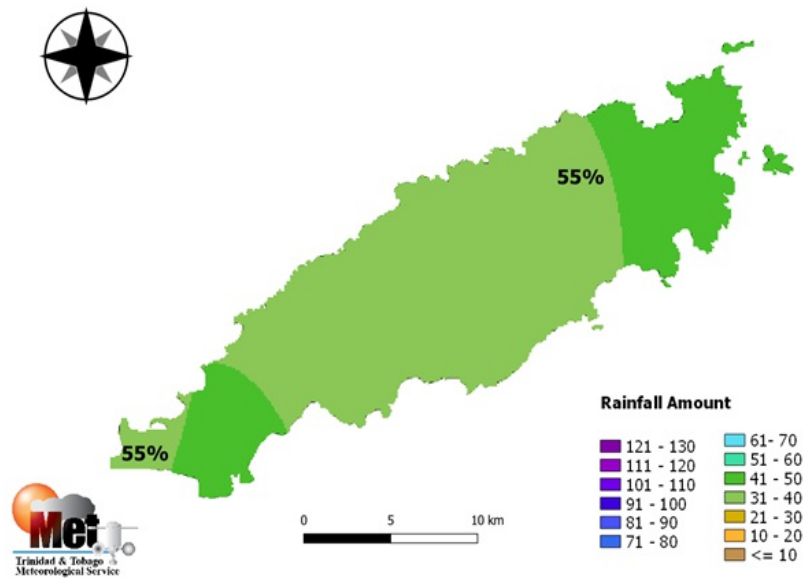 55%
55%
0 5 10 km
Rainfall Amount
121 - 130
111 - 120
101 - 110
91 - 100
81 - 90
71 - 80
61- 70
51 - 60
41 - 50
31 - 40
21 - 30
10 - 20
<= 10
Met
Trinidad & Tobago
Meteorological Service